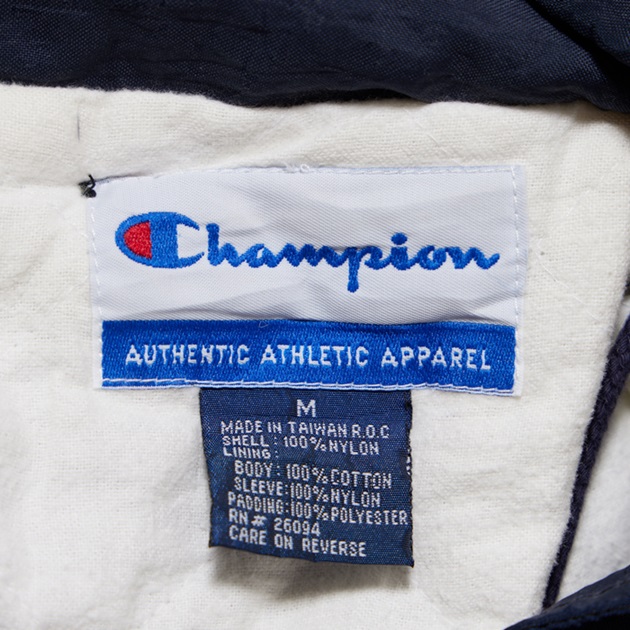 Champion
AUTHENTIC ATHLETIC APPAREL
M
MADE IN TAIWAN R.O.C
SHELL: 100%NYLON
LINING:
BODY: 100%COTTON
SLEEVE:100%NYLON
PADDING:100%POLYESTER
RN# 26094
CARE ON REVERSE